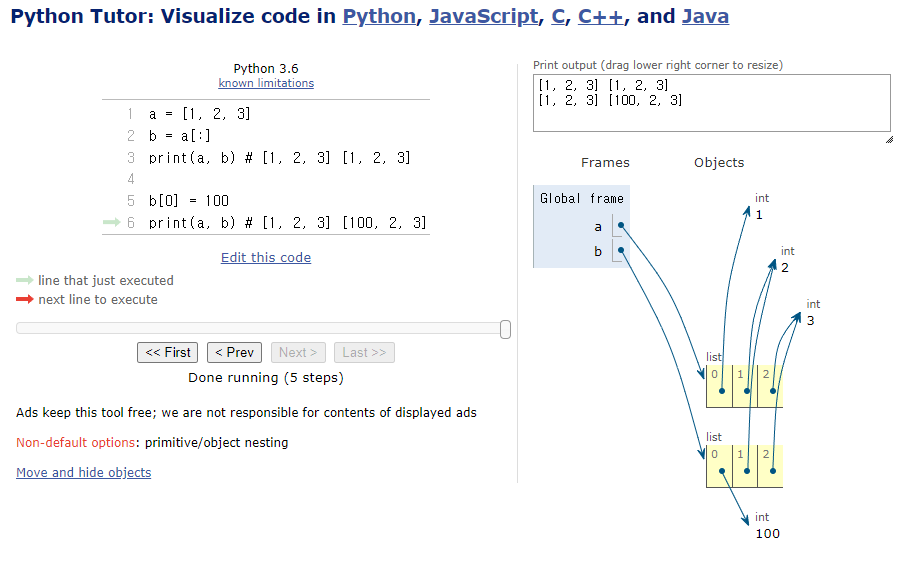 Python Tutor: Visualize code in Python, JavaScript, C, C++, and Java
Python 3.6
known limitations
1 a = [1, 2, 3]
2 b = a[:]
3 print(a, b) # [1, 2, 3] [1, 2, 3]
4
5 b[0] = 100
6 print(a, b) # [1, 2, 3] [100, 2, 3]
Edit this code
line that just executed
next line to execute
<< First < Prev Next > Last >>
Done running (5 steps)
Ads keep this tool free; we are not responsible for contents of displayed ads
Non-default options: primitive/object nesting
Move and hide objects
Print output (drag lower right corner to resize)
[1, 2, 3] [1, 2, 3]
[1, 2, 3] [100, 2, 3]
Frames Objects
Global frame
a
b
int
1
int
2
int
3
list
0 1 2
list
0 1 2
int
100